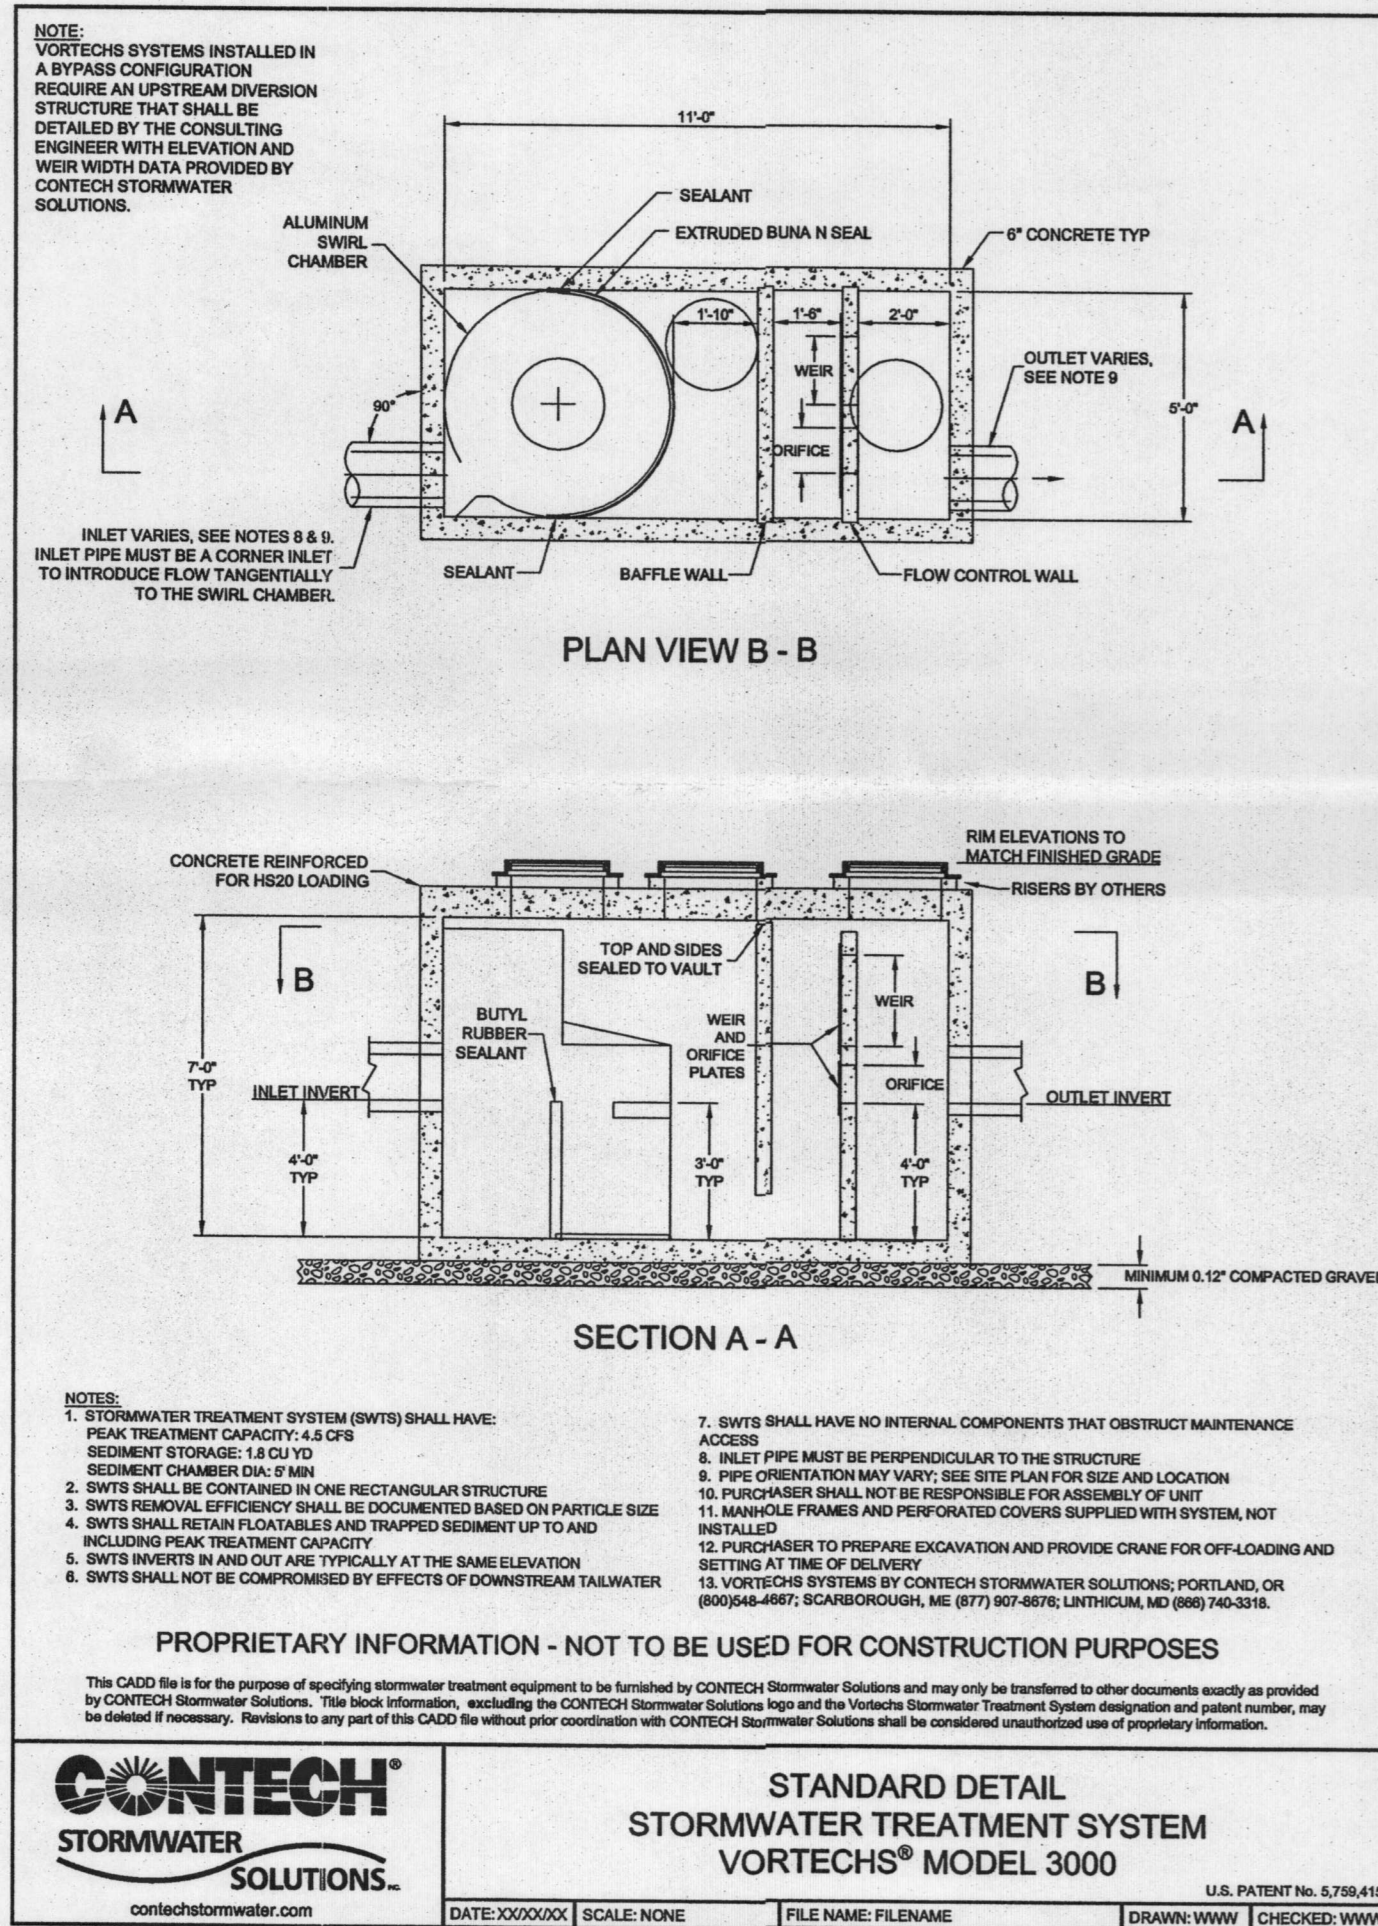 NOTE:
VORTECHS SYSTEMS INSTALLED IN
A BYPASS CONFIGURATION
REQUIRE AN UPSTREAM DIVERSION
STRUCTURE THAT SHALL BE
DETAILED BY THE CONSULTING
ENGINEER WITH ELEVATION AND
WEIR WIDTH DATA PROVIDED BY
CONTECH STORMWATER
SOLUTIONS.
11'-0"
SEALANT
EXTRUDED BUNA N SEAL
6" CONCRETE TYP
ALUMINUM
SWIRL
CHAMBER
1'-10"
1'-6"
2'-0"
WEIR
OUTLET VARIES,
SEE NOTE 9
90°
5'-0"
A
A
ORIFICE
INLET VARIES, SEE NOTES 8 & 9.
INLET PIPE MUST BE A CORNER INLET
TO INTRODUCE FLOW TANGENTIALLY
TO THE SWIRL CHAMBER.
SEALANT
BAFFLE WALL
FLOW CONTROL WALL
PLAN VIEW B - B
CONCRETE REINFORCED
FOR HS20 LOADING
RIM ELEVATIONS TO
MATCH FINISHED GRADE
RISERS BY OTHERS
TOP AND SIDES
SEALED TO VAULT
B
B
WEIR
BUTYL
RUBBER
SEALANT
WEIR
AND
ORIFICE
PLATES
7'-0"
TYP
ORIFICE
INLET INVERT
OUTLET INVERT
4'-0"
TYP
3'-0"
TYP
4'-0"
TYP
MINIMUM 0.12" COMPACTED GRAVEL
SECTION A - A
NOTES:
1. STORMWATER TREATMENT SYSTEM (SWTS) SHALL HAVE:
PEAK TREATMENT CAPACITY: 4.5 CFS
SEDIMENT STORAGE: 1.8 CU YD
SEDIMENT CHAMBER DIA: 5' MIN
2. SWTS SHALL BE CONTAINED IN ONE RECTANGULAR STRUCTURE
3. SWTS REMOVAL EFFICIENCY SHALL BE DOCUMENTED BASED ON PARTICLE SIZE
4. SWTS SHALL RETAIN FLOATABLES AND TRAPPED SEDIMENT UP TO AND
INCLUDING PEAK TREATMENT CAPACITY
5. SWTS INVERTS IN AND OUT ARE TYPICALLY AT THE SAME ELEVATION
6. SWTS SHALL NOT BE COMPROMISED BY EFFECTS OF DOWNSTREAM TAILWATER
7. SWTS SHALL HAVE NO INTERNAL COMPONENTS THAT OBSTRUCT MAINTENANCE
ACCESS
8. INLET PIPE MUST BE PERPENDICULAR TO THE STRUCTURE
9. PIPE ORIENTATION MAY VARY; SEE SITE PLAN FOR SIZE AND LOCATION
10. PURCHASER SHALL NOT BE RESPONSIBLE FOR ASSEMBLY OF UNIT
11. MANHOLE FRAMES AND PERFORATED COVERS SUPPLIED WITH SYSTEM, NOT
INSTALLED
12. PURCHASER TO PREPARE EXCAVATION AND PROVIDE CRANE FOR OFF-LOADING AND
SETTING AT TIME OF DELIVERY
13. VORTECHS SYSTEMS BY CONTECH STORMWATER SOLUTIONS; PORTLAND, OR
(800)548-4667; SCARBOROUGH, ME (877) 907-8676; LINTHICUM, MD (866) 740-3318.
PROPRIETARY INFORMATION - NOT TO BE USED FOR CONSTRUCTION PURPOSES
This CADD file is for the purpose of specifying stormwater treatment equipment to be furnished by CONTECH Stormwater Solutions and may only be transferred to other documents exactly as provided
by CONTECH Stormwater Solutions. Title block information, excluding the CONTECH Stormwater Solutions logo and the Vortechs Stormwater Treatment System designation and patent number, may
be deleted if necessary. Revisions to any part of this CADD file without prior coordination with CONTECH Stormwater Solutions shall be considered unauthorized use of proprietary information.
CONTECH®
STORMWATER
SOLUTIONS INC.
contechstormwater.com
STANDARD DETAIL
STORMWATER TREATMENT SYSTEM
VORTECHS® MODEL 3000
U.S. PATENT No. 5,759,415
DATE: XX/XX/XX SCALE: NONE FILE NAME: FILENAME DRAWN: WWW CHECKED: WWW